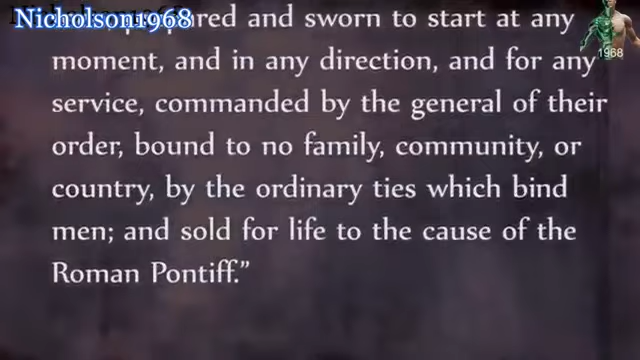 Nicholson1968
and sworn to start at any
moment, and in any direction, and for any
service, commanded by the general of their
order, bound to no family, community, or
country, by the ordinary ties which bind
men; and sold for life to the cause of the
Roman Pontiff.”
1968